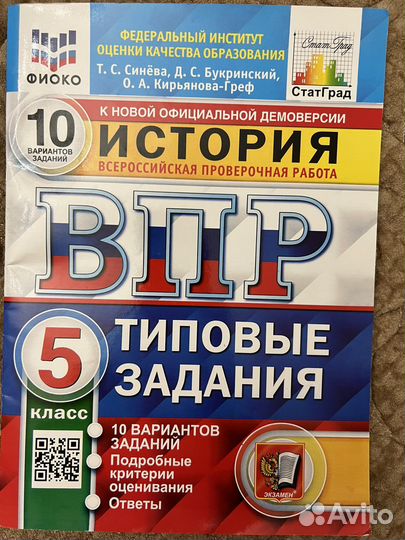 ФИОКО
ФЕДЕРАЛЬНЫЙ ИНСТИТУТ
ОЦЕНКИ КАЧЕСТВА ОБРАЗОВАНИЯ
Т. С. Синёва, Д. С. Букринский,
О. А. Кирьянова-Греф
СтатГрад
СтатГрад
К НОВОЙ ОФИЦИАЛЬНОЙ ДЕМОВЕРСИИ
10
ВАРИАНТОВ
ЗАДАНИЙ
ИСТОРИЯ
ВСЕРОССИЙСКАЯ ПРОВЕРОЧНАЯ РАБОТА
ВПР
5
КЛАСС
ТИПОВЫЕ
ЗАДАНИЯ
• 10 ВАРИАНТОВ
ЗАДАНИЙ
• Подробные
критерии
оценивания
• Ответы
ЭКЗАМЕН
Avito